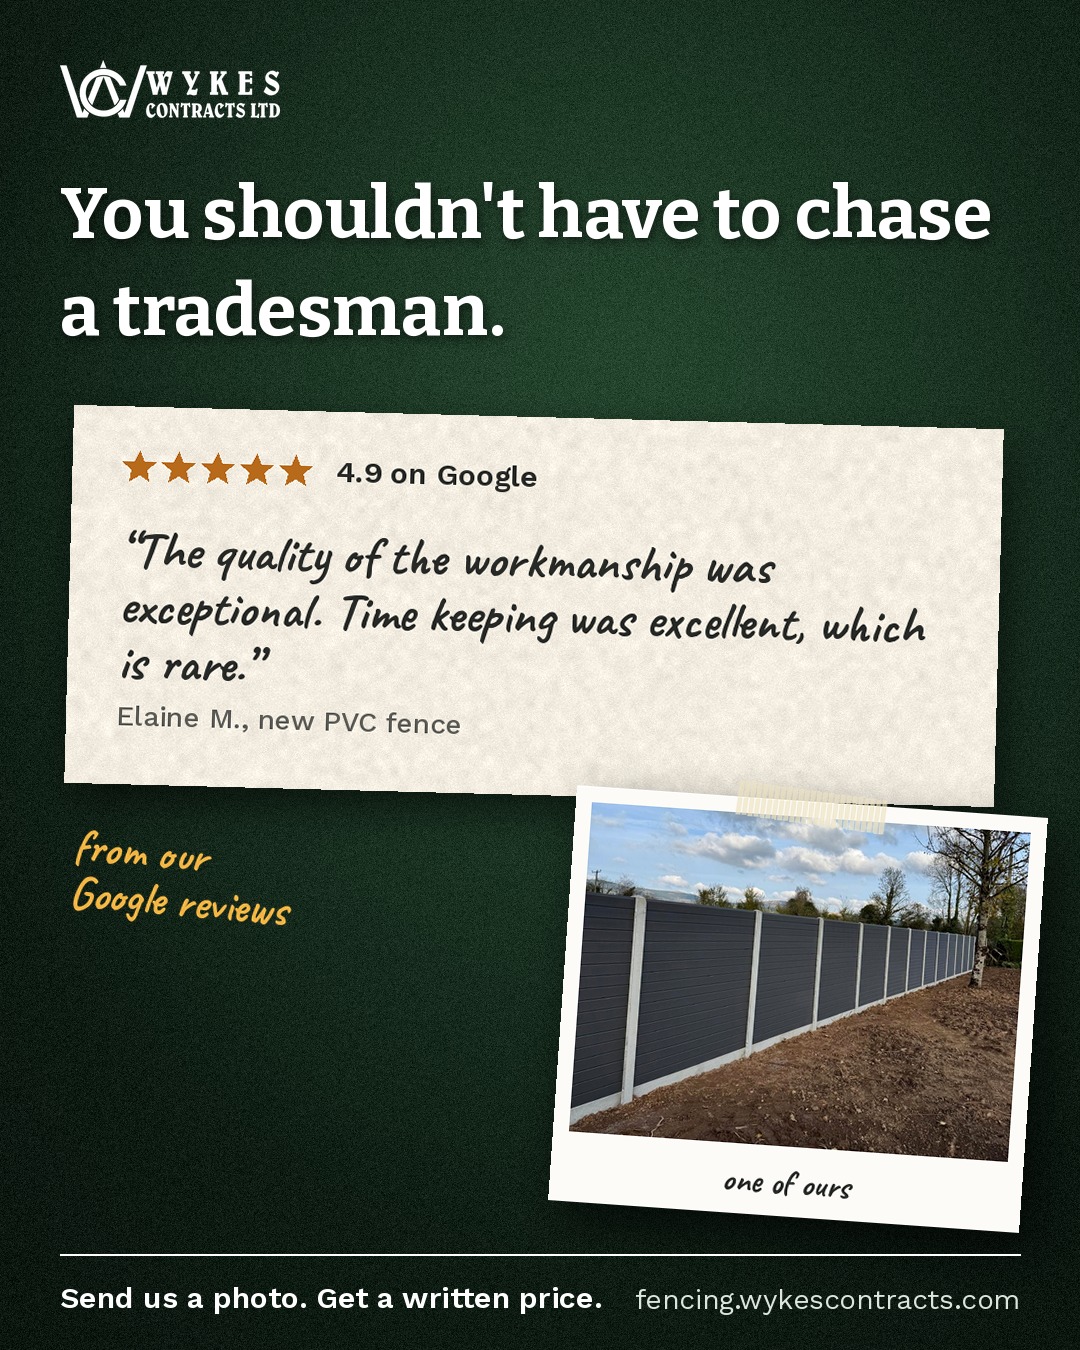 WYKES
CONTRACTS LTD
You shouldn't have to chase
a tradesman.
4.9 on Google
“The quality of the workmanship was
exceptional. Time keeping was excellent, which
is rare.”
Elaine M., new PVC fence
from our
Google reviews
one of ours
Send us a photo. Get a written price.
fencing.wykescontracts.com